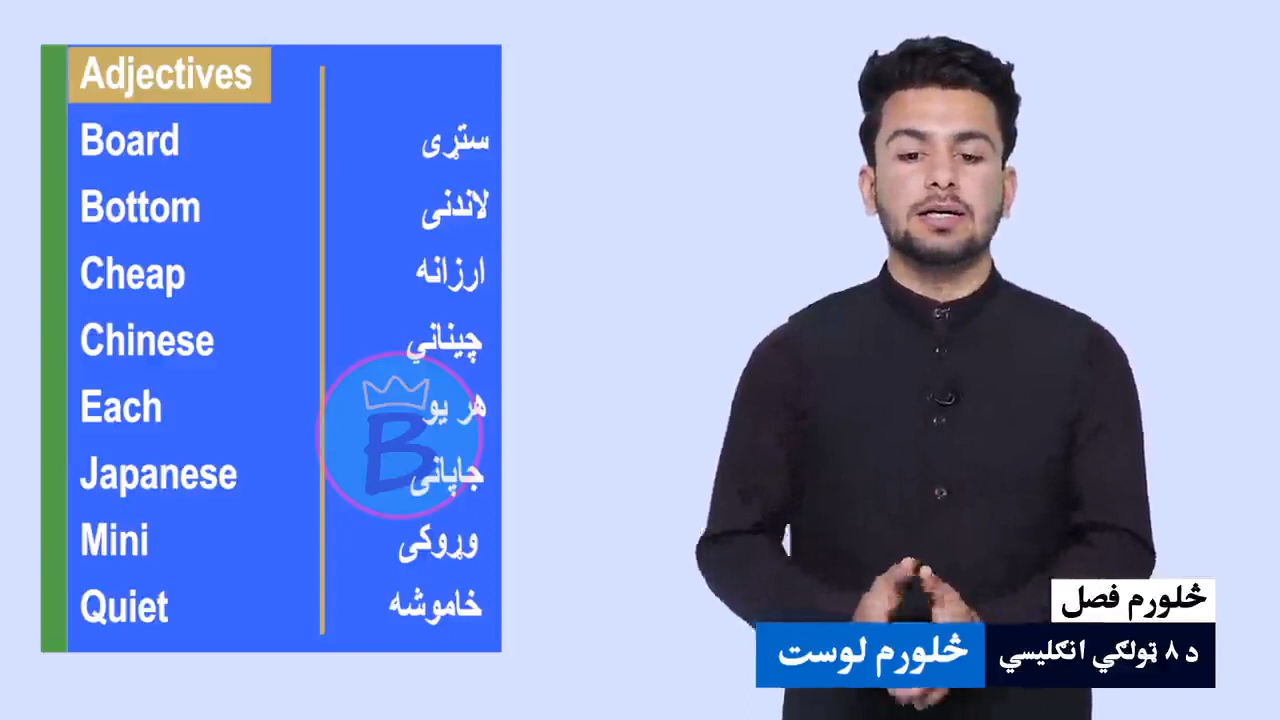 Adjectives
Board ستړی
Bottom لاندنی
Cheap ارزانه
Chinese چیناني
Each هر یو
Japanese جاپانی
Mini وړوکی
Quiet خاموشه
B
څلورم فصل
د ۸ ټولګي انګلیسي
څلورم لوست